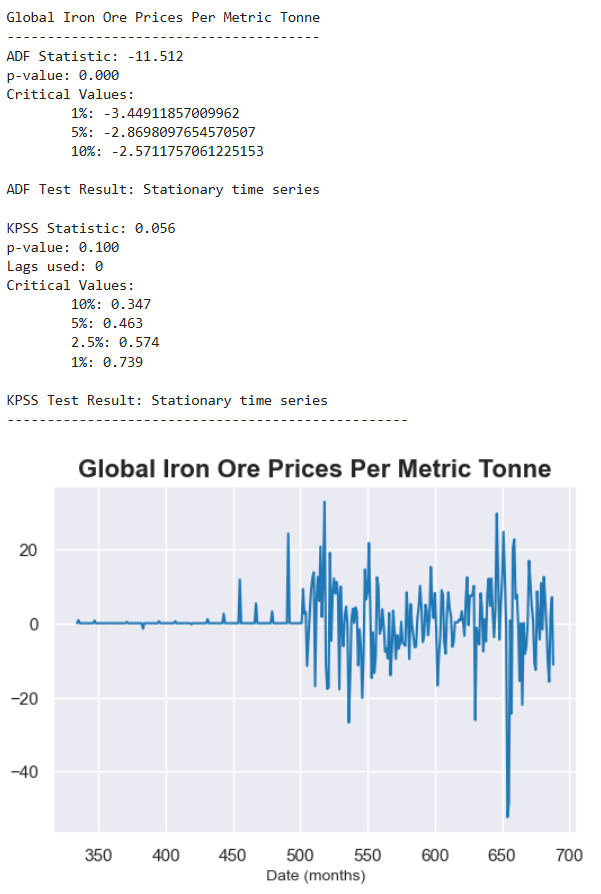 Global Iron Ore Prices Per Metric Tonne
---------------------------------------
ADF Statistic: -11.512
p-value: 0.000
Critical Values:
1%: -3.44911857009962
5%: -2.8698097654570507
10%: -2.5711757061225153
ADF Test Result: Stationary time series
KPSS Statistic: 0.056
p-value: 0.100
Lags used: 0
Critical Values:
10%: 0.347
5%: 0.463
2.5%: 0.574
1%: 0.739
KPSS Test Result: Stationary time series
--------------------------------------------------
Global Iron Ore Prices Per Metric Tonne
20
0
−20
−40
350 400 450 500 550 600 650 700
Date (months)